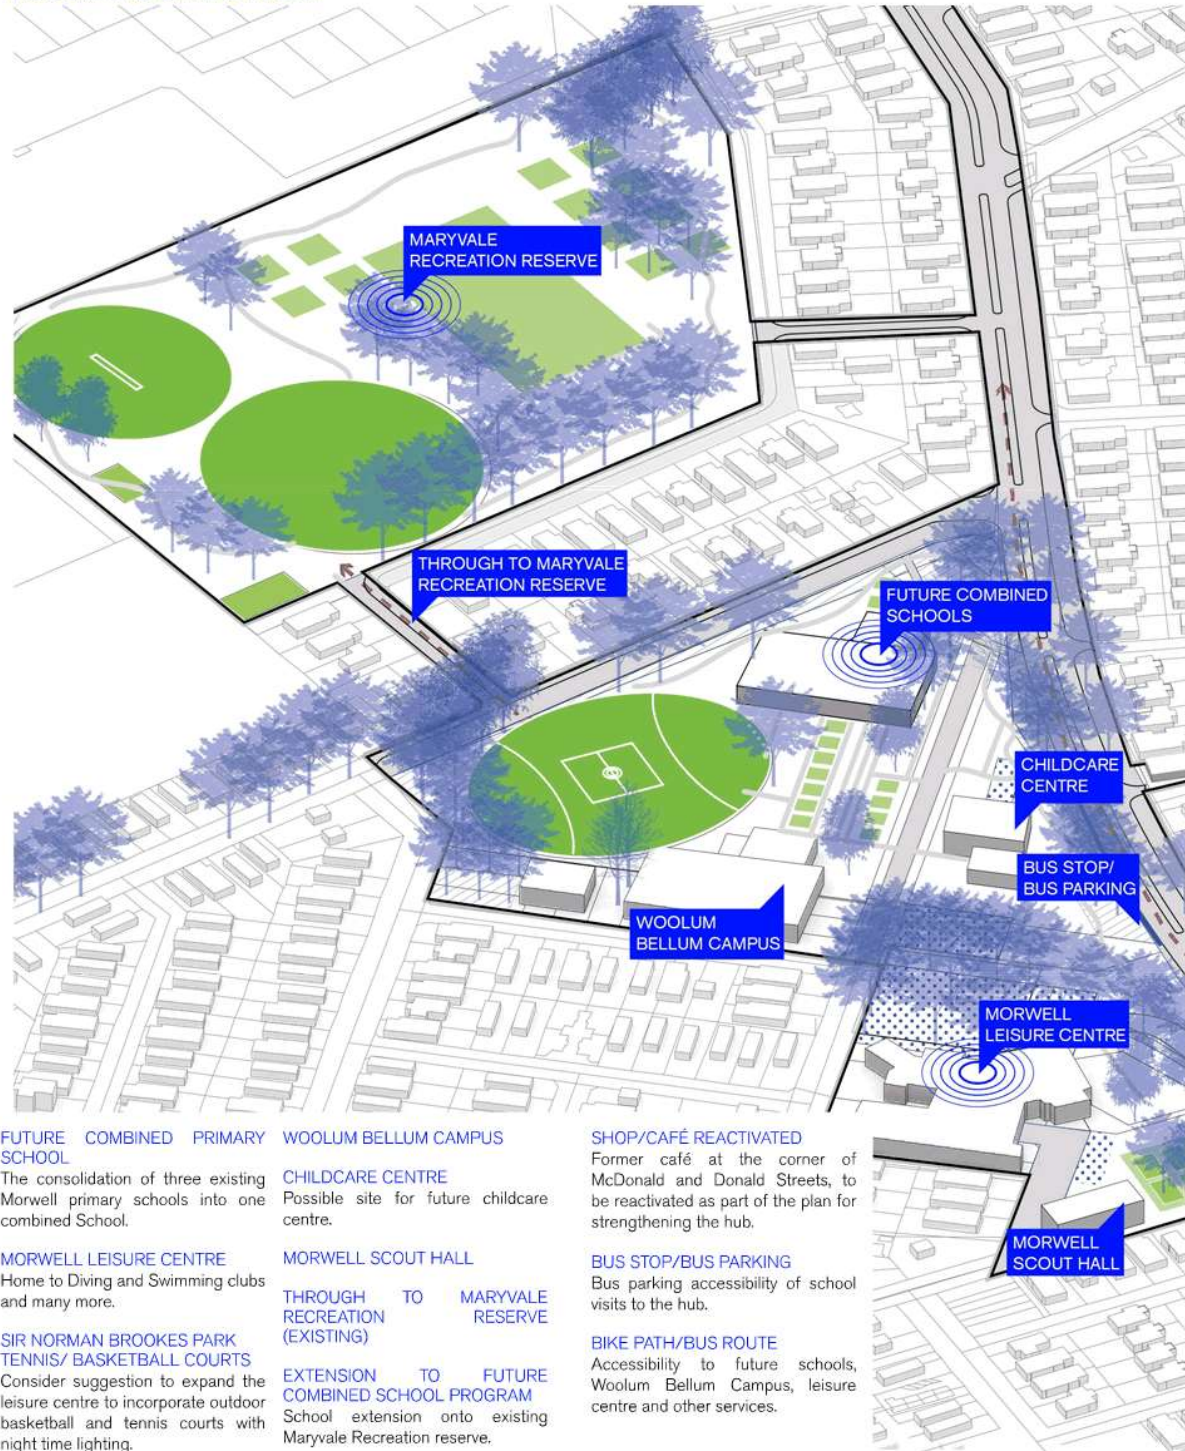 MARYVALE
RECREATION RESERVE
THROUGH TO MARYVALE
RECREATION RESERVE
FUTURE COMBINED
SCHOOLS
CHILDCARE
CENTRE
BUS STOP/
BUS PARKING
WOOLUM
BELLUM CAMPUS
MORWELL
LEISURE CENTRE
MORWELL
SCOUT HALL
FUTURE COMBINED PRIMARY
SCHOOL
The consolidation of three existing
Morwell primary schools into one
combined School.
MORWELL LEISURE CENTRE
Home to Diving and Swimming clubs
and many more.
SIR NORMAN BROOKES PARK
TENNIS/ BASKETBALL COURTS
Consider suggestion to expand the
leisure centre to incorporate outdoor
basketball and tennis courts with
night time lighting.
WOOLUM BELLUM CAMPUS
CHILDCARE CENTRE
Possible site for future childcare
centre.
MORWELL SCOUT HALL
THROUGH TO MARYVALE
RECREATION RESERVE
(EXISTING)
EXTENSION TO FUTURE
COMBINED SCHOOL PROGRAM
School extension onto existing
Maryvale Recreation reserve.
SHOP/CAFÉ REACTIVATED
Former café at the corner of
McDonald and Donald Streets, to
be reactivated as part of the plan for
strengthening the hub.
BUS STOP/BUS PARKING
Bus parking accessibility of school
visits to the hub.
BIKE PATH/BUS ROUTE
Accessibility to future schools,
Woolum Bellum Campus, leisure
centre and other services.